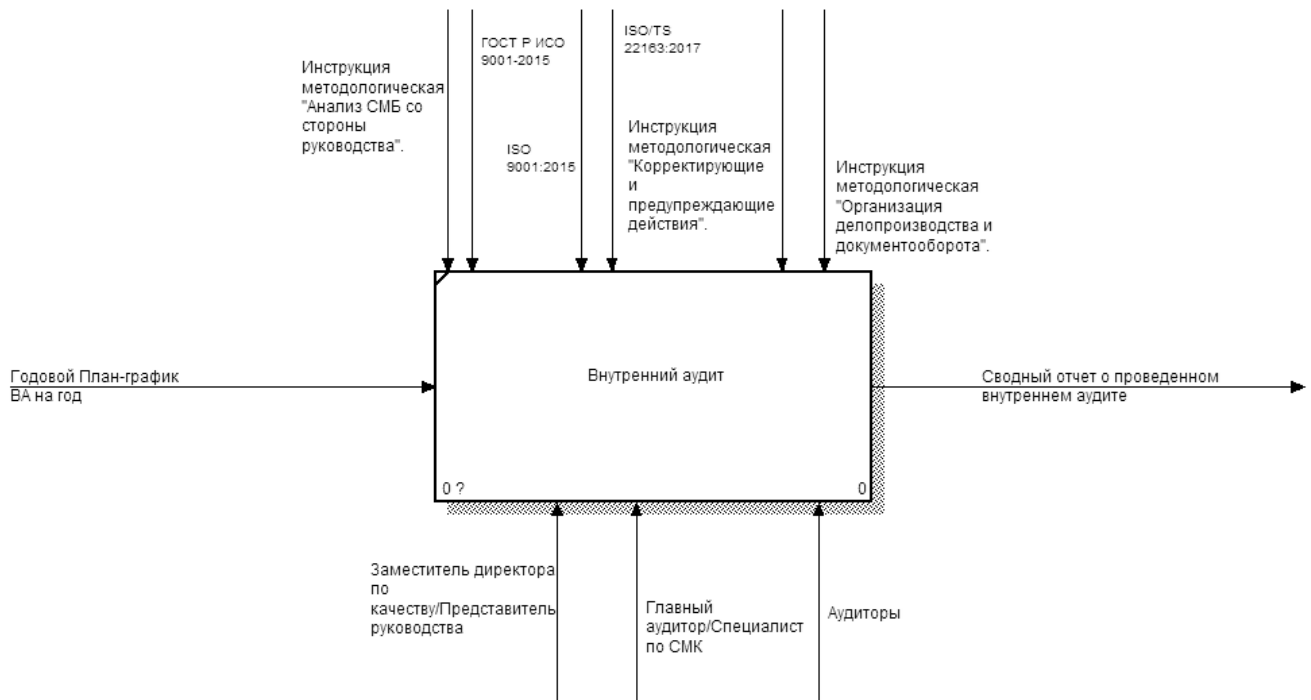 Инструкция
методологическая
"Анализ СМБ со
стороны
руководства".
ГОСТ Р ИСО
9001-2015
ISO
9001:2015
ISO/TS
22163:2017
Инструкция
методологическая
"Корректирующие
и
предупреждающие
действия".
Инструкция
методологическая
"Организация
делопроизводства и
документооборота".
Годовой План-график
ВА на год
Внутренний аудит
0 ?
0
Сводный отчет о проведенном
внутреннем аудите
Заместитель директора
по
качеству/Представитель
руководства
Главный
аудитор/Специалист
по СМК
Аудиторы